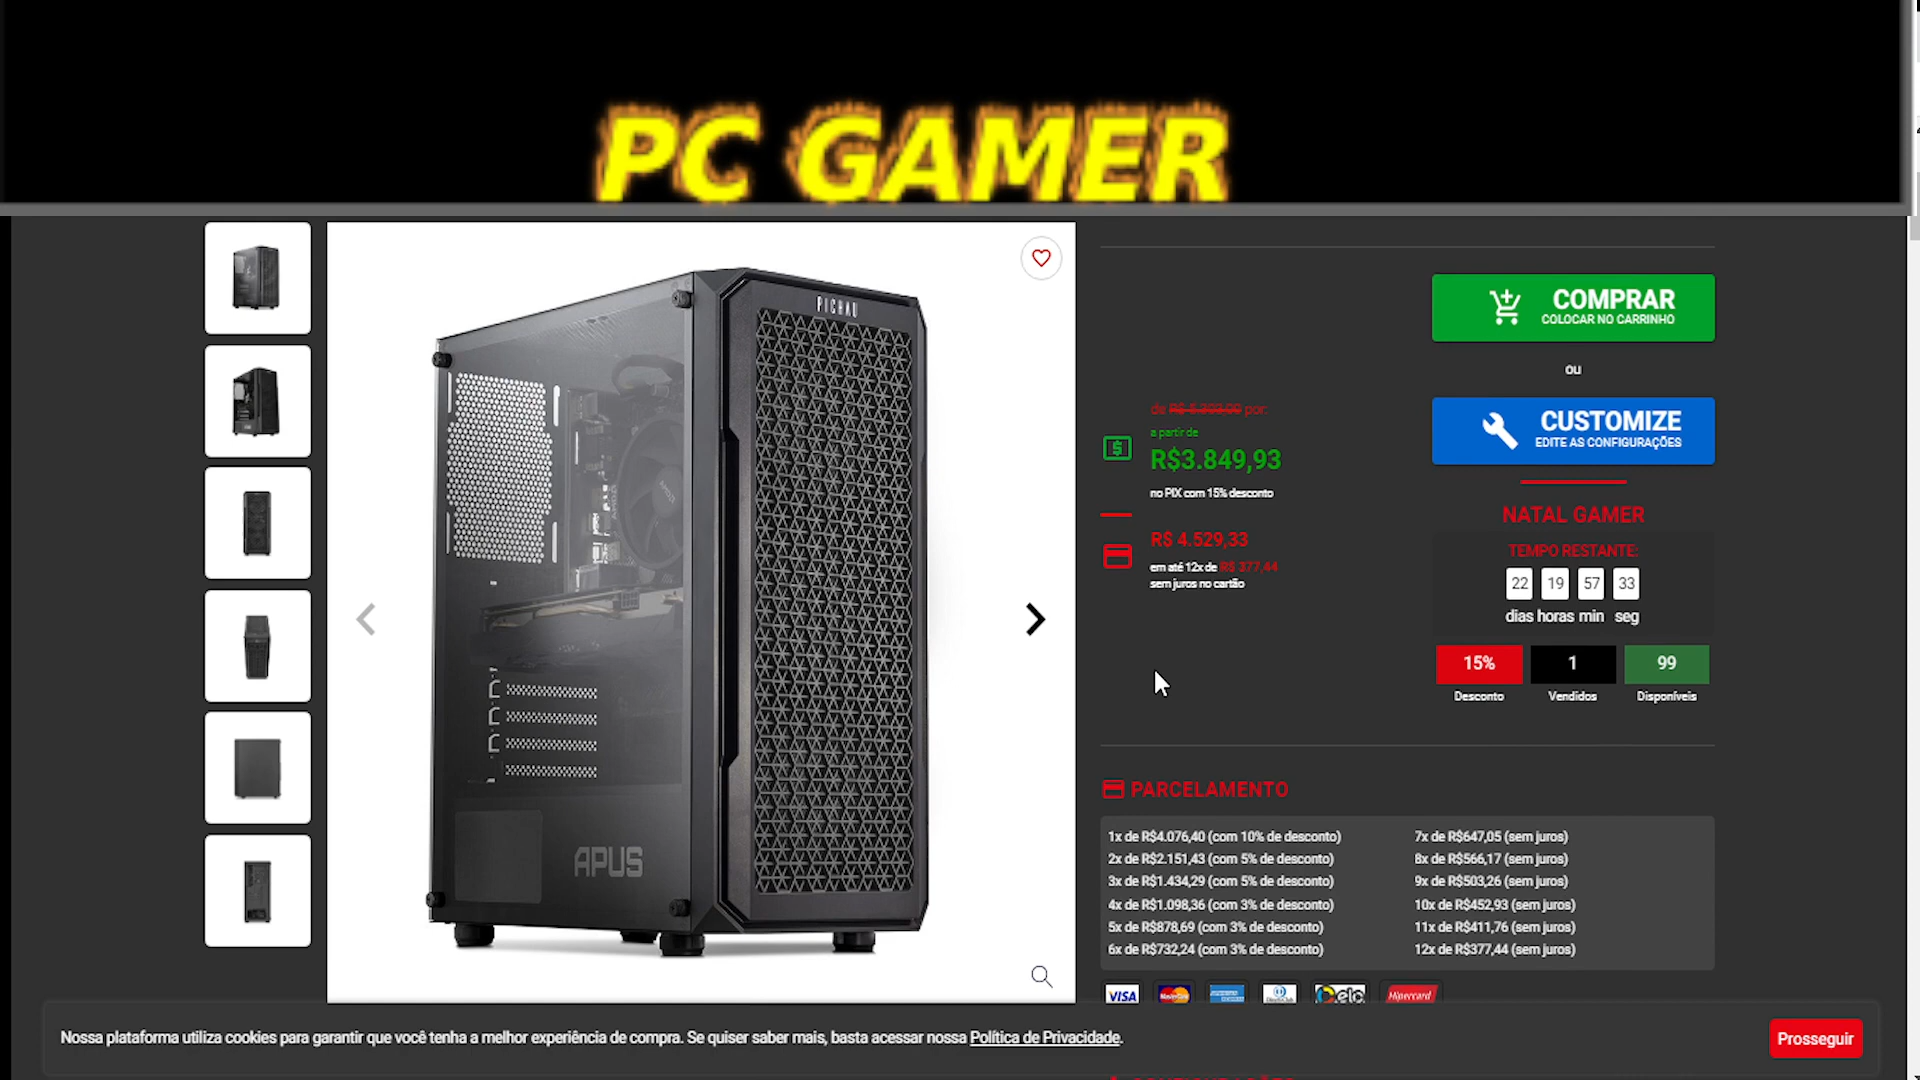 PC GAMER
PICHAU
APUS
COMPRAR
COLOCAR NO CARRINHO
ou
CUSTOMIZE
EDITE AS CONFIGURAÇÕES
de R$ 5.303,00 por:
a partir de
R$3.849,93
no PIX com 15% desconto
R$ 4.529,33
em até 12x de R$ 377,44
sem juros no cartão
NATAL GAMER
TEMPO RESTANTE:
22 19 57 33
dias horas min seg
15% 1 99
Desconto Vendidos Disponíveis
PARCELAMENTO
1x de R$4.076,40 (com 10% de desconto)
2x de R$2.151,43 (com 5% de desconto)
3x de R$1.434,29 (com 5% de desconto)
4x de R$1.098,36 (com 3% de desconto)
5x de R$878,69 (com 3% de desconto)
6x de R$732,24 (com 3% de desconto)
7x de R$647,05 (sem juros)
8x de R$566,17 (sem juros)
9x de R$503,26 (sem juros)
10x de R$452,93 (sem juros)
11x de R$411,76 (sem juros)
12x de R$377,44 (sem juros)
VISA MasterCard elo Hipercard
Nossa plataforma utiliza cookies para garantir que você tenha a melhor experiência de compra. Se quiser saber mais, basta acessar nossa Política de Privacidade.
Prosseguir